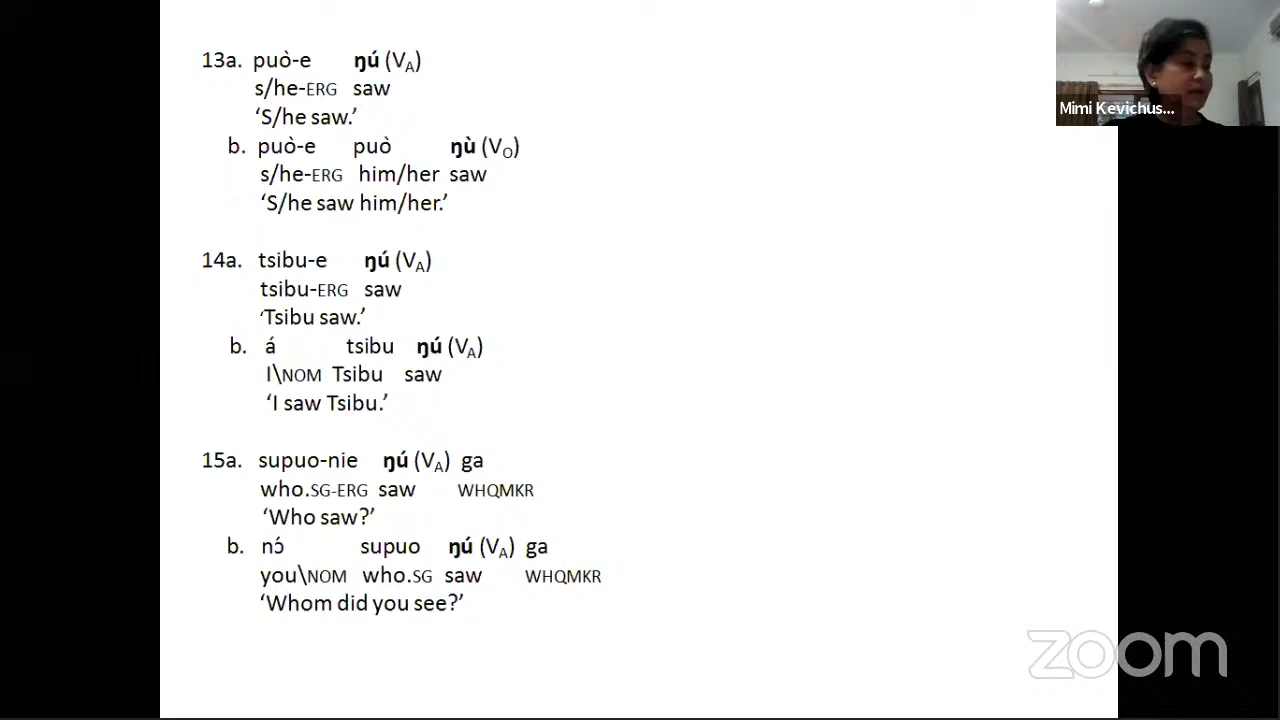 13a. può-e ŋú (VA)
s/he-ERG saw
‘S/he saw.’
b. può-e può ŋù (VO)
s/he-ERG him/her saw
‘S/he saw him/her.’
14a. tsibu-e ŋú (VA)
tsibu-ERG saw
‘Tsibu saw.’
b. á tsibu ŋú (VA)
I\NOM Tsibu saw
‘I saw Tsibu.’
15a. supuo-nie ŋú (VA) ga
who.SG-ERG saw WHQMKR
‘Who saw?’
b. nɔ́ supuo ŋú (VA) ga
you\NOM who.SG saw WHQMKR
‘Whom did you see?’
Mimi Kevichus...
zoom